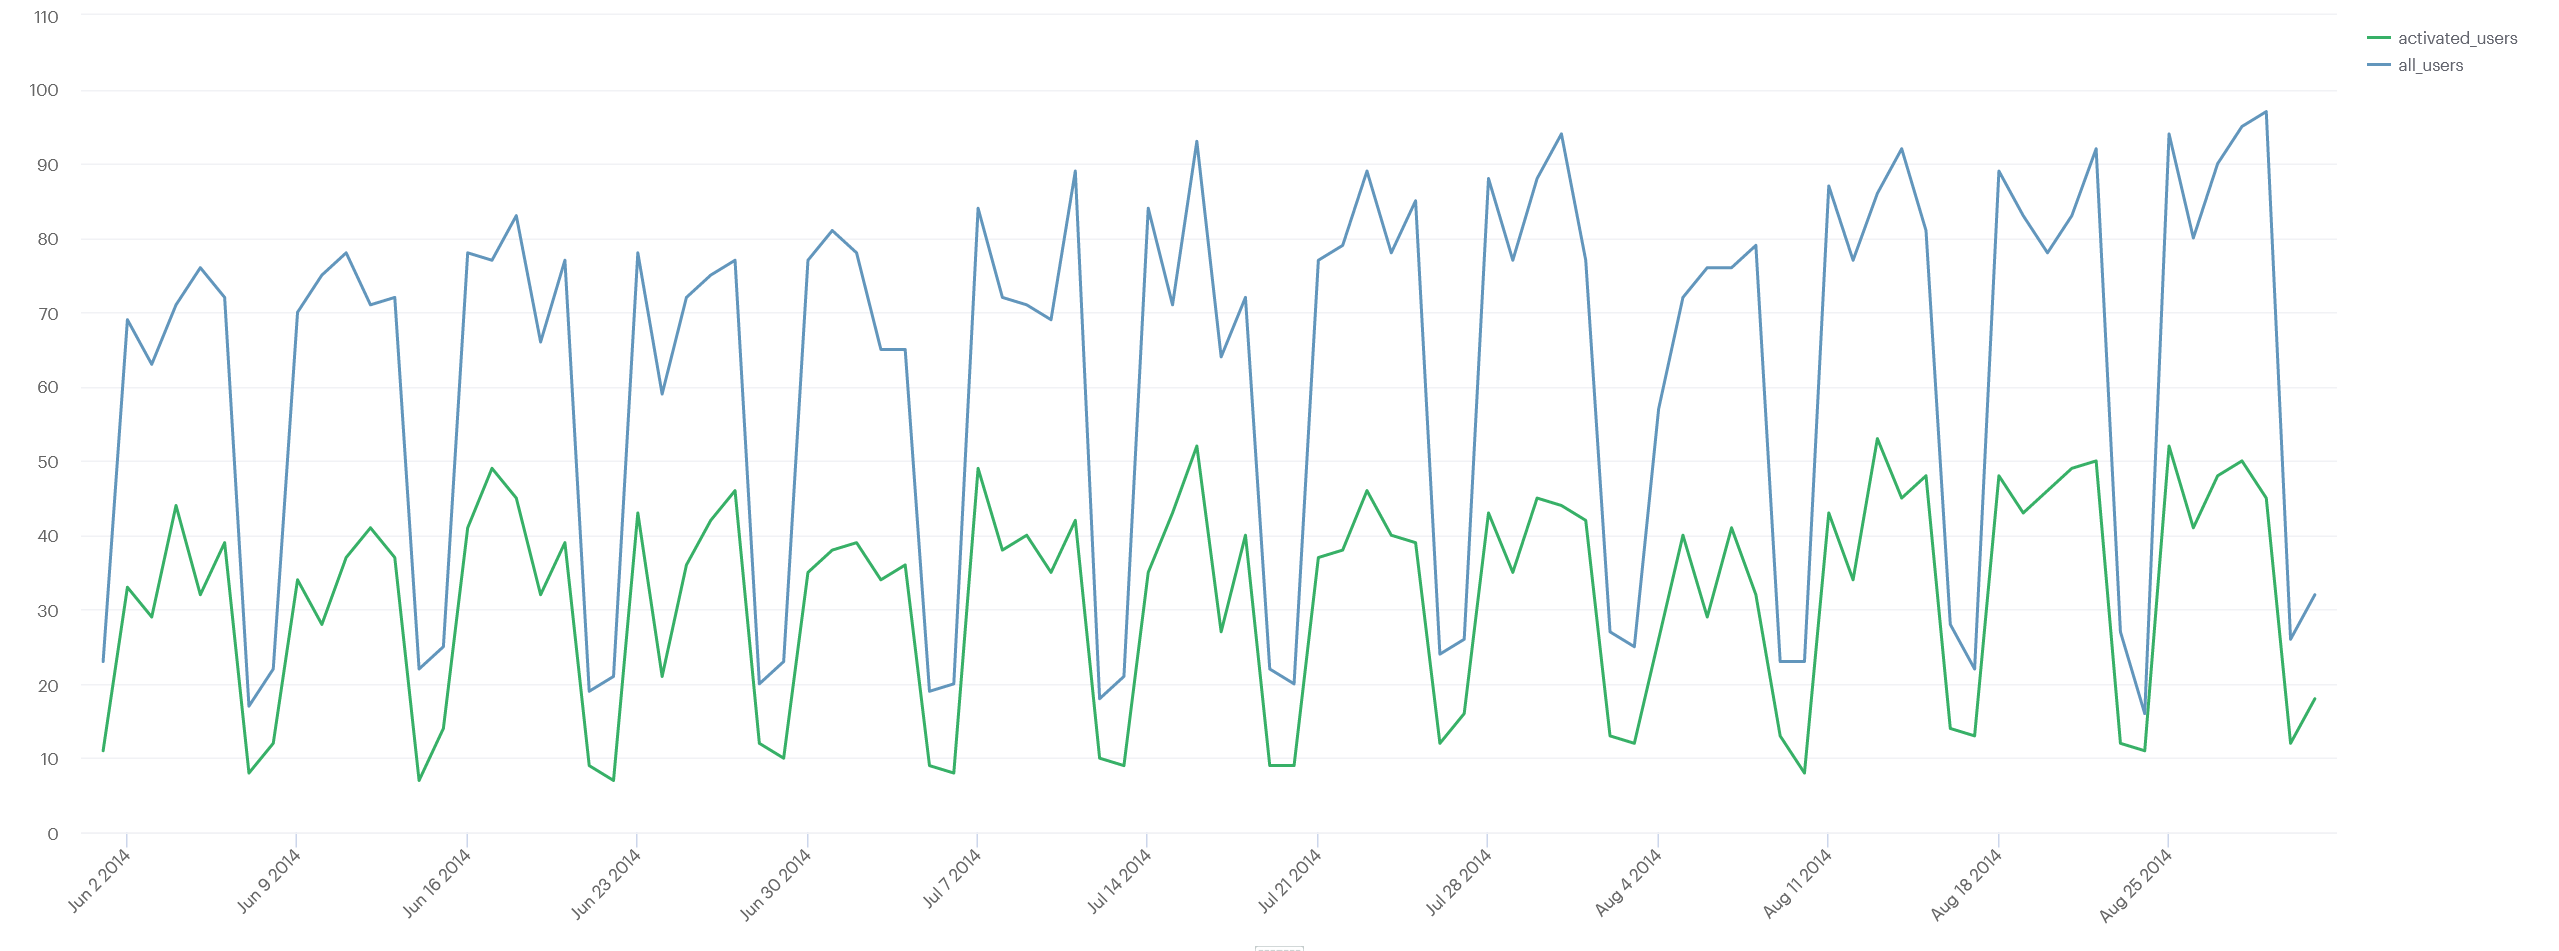 110
100
90
80
70
60
50
40
30
20
10
0
Jun 2 2014
Jun 9 2014
Jun 16 2014
Jun 23 2014
Jun 30 2014
Jul 7 2014
Jul 14 2014
Jul 21 2014
Jul 28 2014
Aug 4 2014
Aug 11 2014
Aug 18 2014
Aug 25 2014
activated_users
all_users